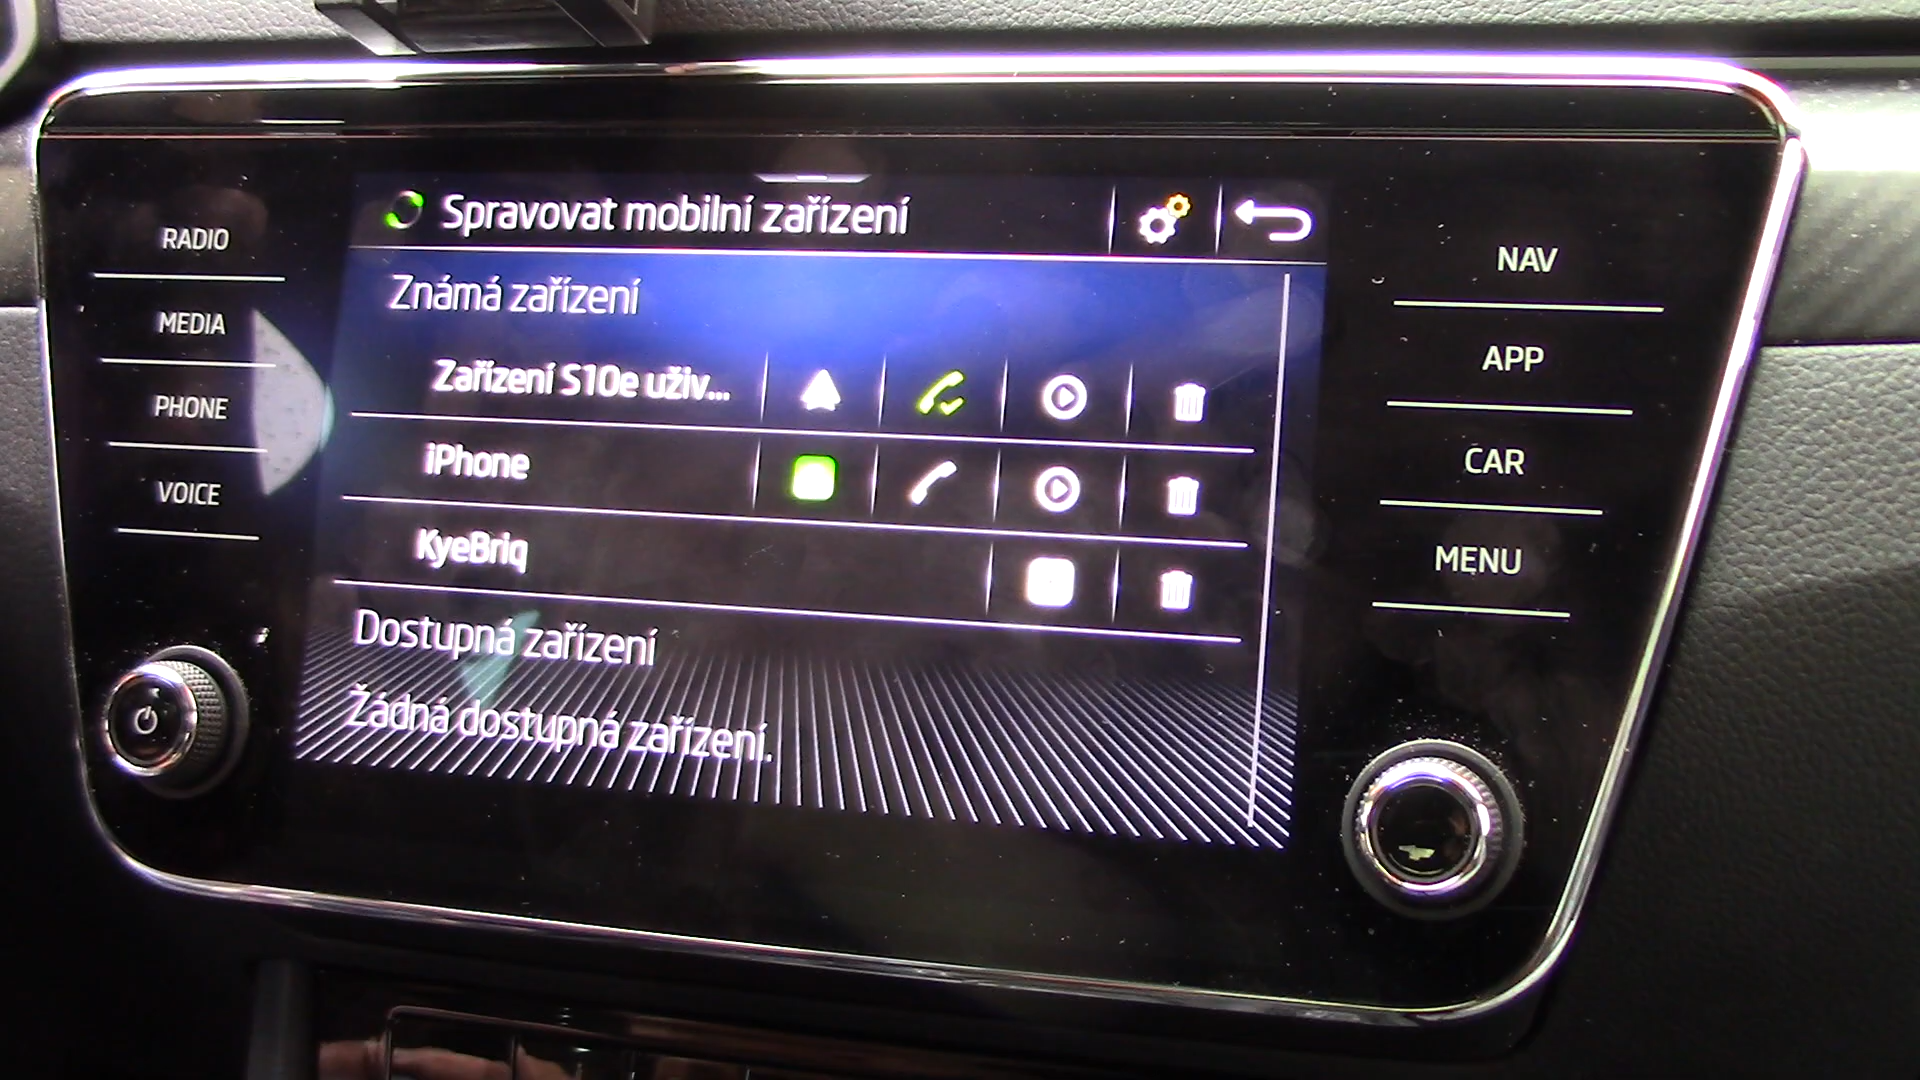 Spravovat mobilní zařízení
RADIO
MEDIA
PHONE
VOICE
Známá zařízení
Zařízení S10e uživ...
iPhone
KyeBriq
Dostupná zařízení
Žádná dostupná zařízení.
NAV
APP
CAR
MENU